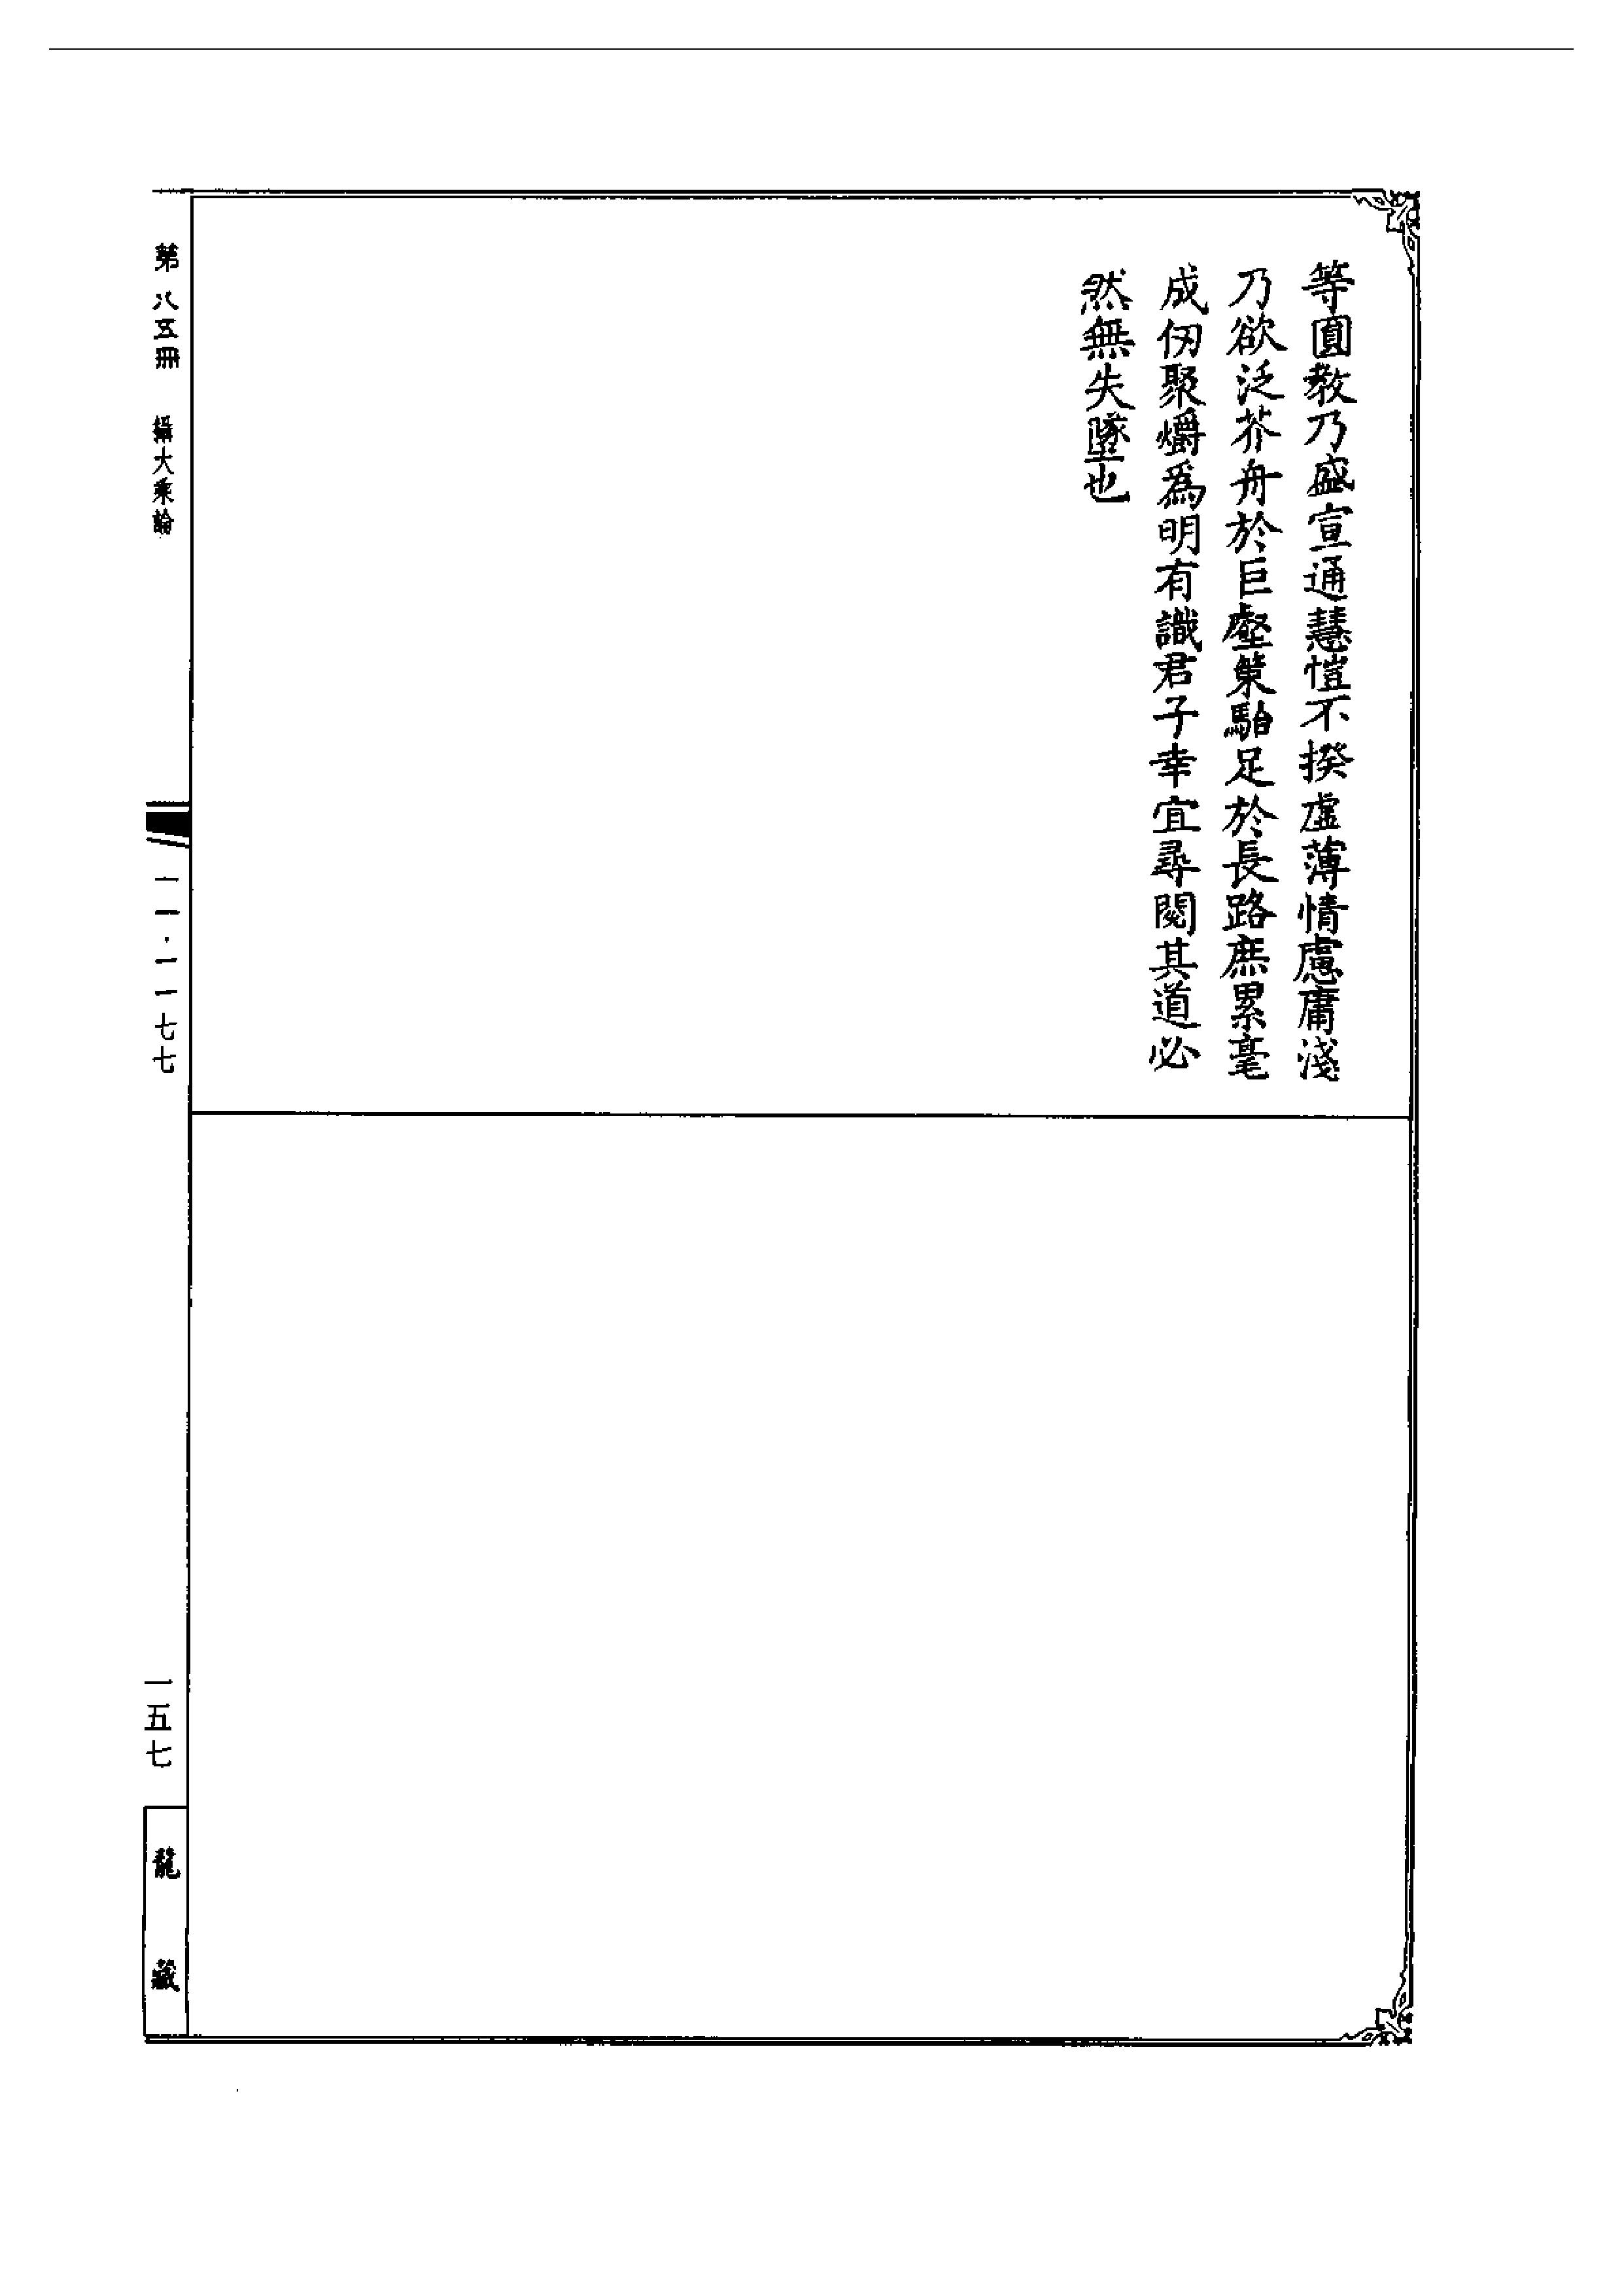 等圓教乃盛宣通慧愷不揆虛薄情慮庸淺
乃欲泛芥舟於巨壑策駘足於長路庶累毫
成仞聚爝為明有識君子幸宜尋閱其道必
然無失墜也
第八五冊 攝大乘論
一一·一一七七
一五七
龍藏